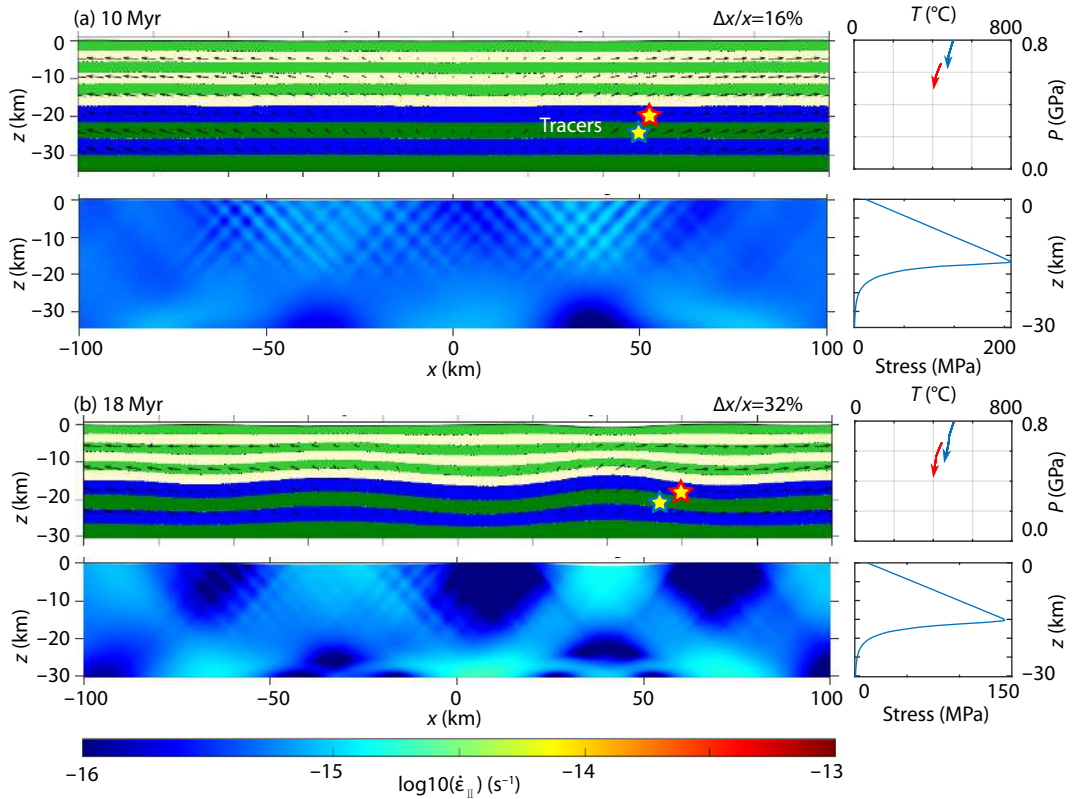 (a) 10 Myr
Δx/x=16%
T (°C)
0 800
0
−10
−20
−30
z (km)
Tracers
0.8
0.0
P (GPa)
0
−10
−20
−30
z (km)
−100 −50 0 50 100
x (km)
0
−30
z (km)
0 200
Stress (MPa)
(b) 18 Myr
Δx/x=32%
T (°C)
0 800
0
−10
−20
−30
z (km)
0.8
0.0
P (GPa)
0
−10
−20
−30
z (km)
−100 −50 0 50 100
x (km)
0
−30
z (km)
0 150
Stress (MPa)
−16 −15 −14 −13
log10(ε̇II) (s⁻¹)